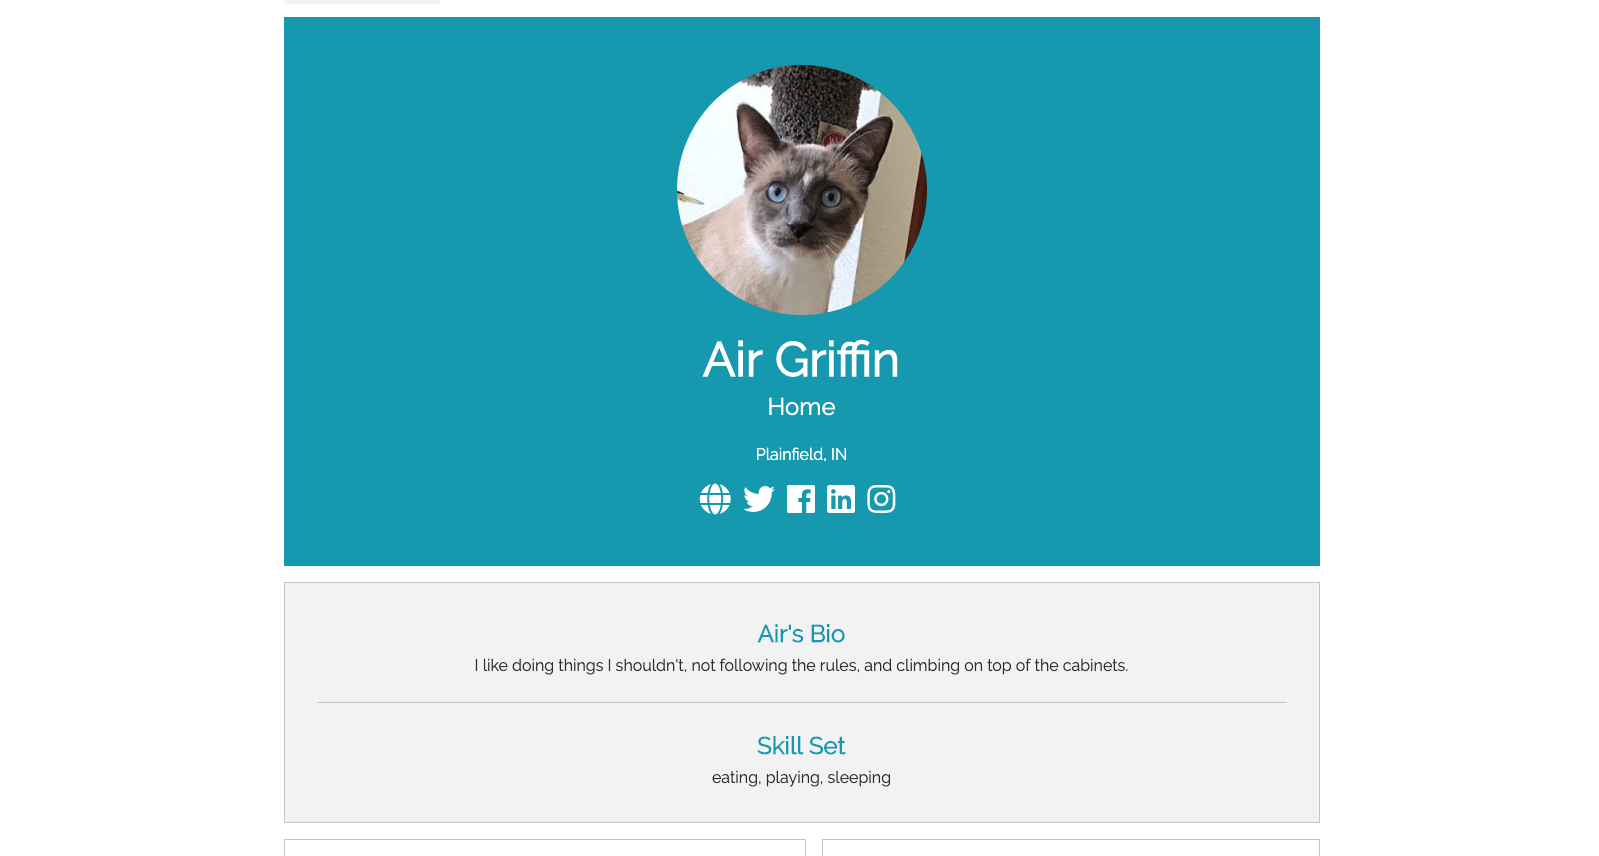 Air Griffin
Home
Plainfield, IN
Air's Bio
I like doing things I shouldn't, not following the rules, and climbing on top of the cabinets.
Skill Set
eating, playing, sleeping